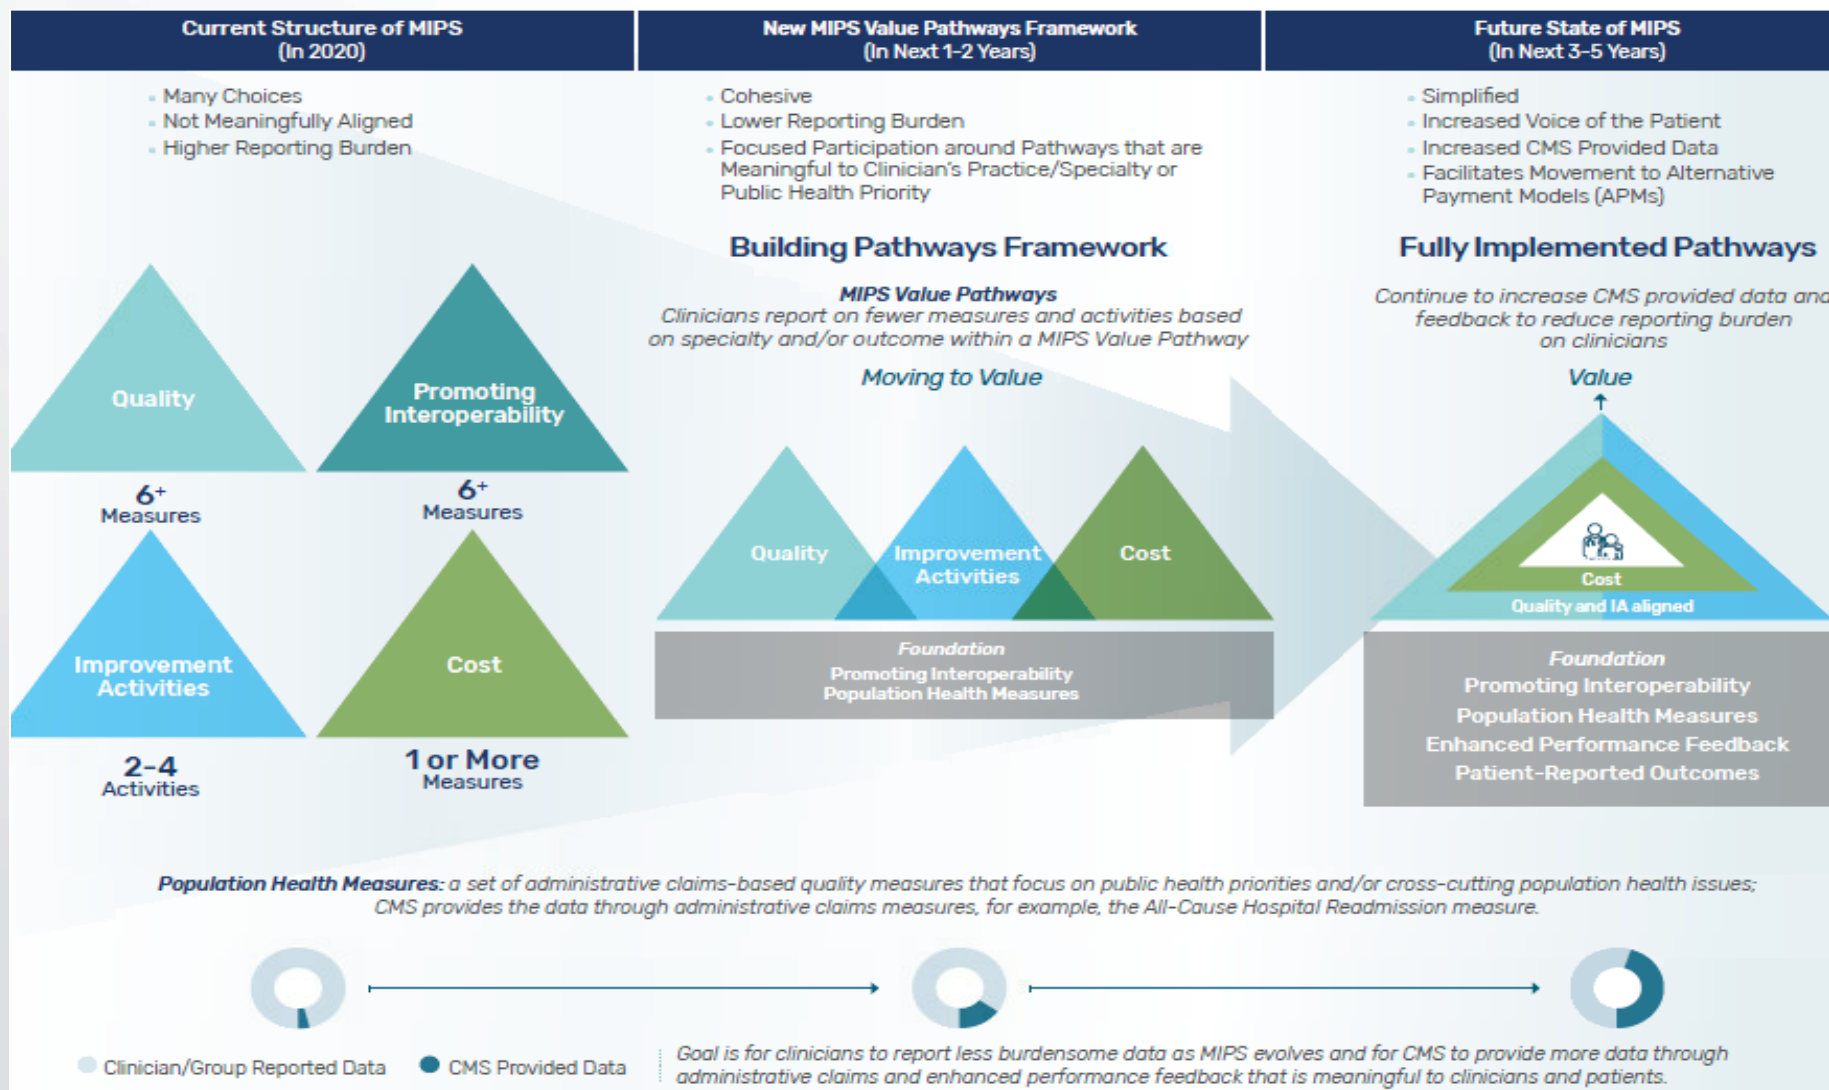 Current Structure of MIPS
(In 2020)
New MIPS Value Pathways Framework
(In Next 1-2 Years)
Future State of MIPS
(In Next 3-5 Years)
Many Choices
Not Meaningfully Aligned
Higher Reporting Burden
Cohesive
Lower Reporting Burden
Focused Participation around Pathways that are
Meaningful to Clinician's Practice/Specialty or
Public Health Priority
Simplified
Increased Voice of the Patient
Increased CMS Provided Data
Facilitates Movement to Alternative
Payment Models (APMs)
Building Pathways Framework
MIPS Value Pathways
Clinicians report on fewer measures and activities based
on specialty and/or outcome within a MIPS Value Pathway
Moving to Value
Fully Implemented Pathways
Continue to increase CMS provided data and
feedback to reduce reporting burden
on clinicians
Value
Quality
Promoting
Interoperability
6+
Measures
6+
Measures
Improvement
Activities
Cost
2-4
Activities
1 or More
Measures
Quality
Improvement
Activities
Cost
Foundation
Promoting Interoperability
Population Health Measures
Cost
Quality and IA aligned
Foundation
Promoting Interoperability
Population Health Measures
Enhanced Performance Feedback
Patient-Reported Outcomes
Population Health Measures: a set of administrative claims-based quality measures that focus on public health priorities and/or cross-cutting population health issues;
CMS provides the data through administrative claims measures, for example, the All-Cause Hospital Readmission measure.
Clinician/Group Reported Data
CMS Provided Data
Goal is for clinicians to report less burdensome data as MIPS evolves and for CMS to provide more data through
administrative claims and enhanced performance feedback that is meaningful to clinicians and patients.